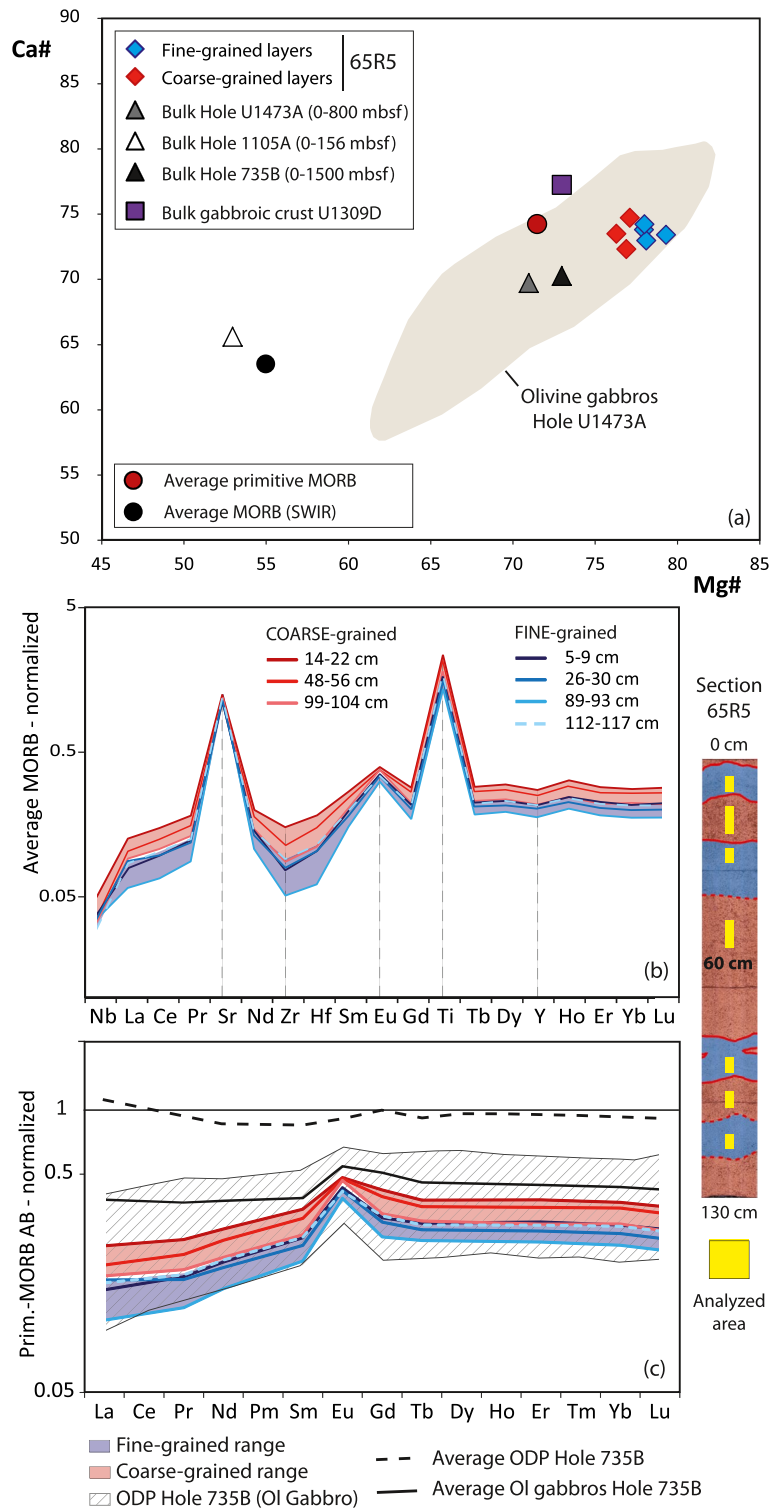 Ca#
90
85
80
75
70
65
60
55
50
Fine-grained layers
Coarse-grained layers
65R5
Bulk Hole U1473A (0-800 mbsf)
Bulk Hole 1105A (0-156 mbsf)
Bulk Hole 735B (0-1500 mbsf)
Bulk gabbroic crust U1309D
Olivine gabbros
Hole U1473A
Average primitive MORB
Average MORB (SWIR)
(a)
45 50 55 60 65 70 75 80 85
Mg#
Average MORB - normalized
5
0.5
0.05
COARSE-grained
14-22 cm
48-56 cm
99-104 cm
FINE-grained
5-9 cm
26-30 cm
89-93 cm
112-117 cm
(b)
Nb La Ce Pr Sr Nd Zr Hf Sm Eu Gd Ti Tb Dy Y Ho Er Yb Lu
Section
65R5
0 cm
60 cm
130 cm
Analyzed
area
Prim.-MORB AB - normalized
1
0.5
0.05
(c)
La Ce Pr Nd Pm Sm Eu Gd Tb Dy Ho Er Tm Yb Lu
Fine-grained range
Coarse-grained range
ODP Hole 735B (Ol Gabbro)
Average ODP Hole 735B
Average Ol gabbros Hole 735B